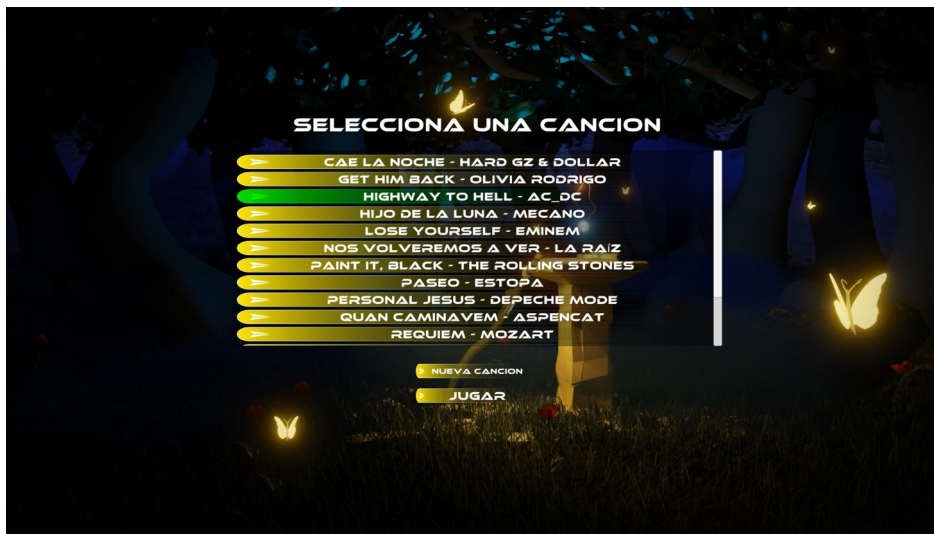 SELECCIONA UNA CANCION
CAE LA NOCHE - HARD GZ & DOLLAR
GET HIM BACK - OLIVIA RODRIGO
HIGHWAY TO HELL - AC_DC
HIJO DE LA LUNA - MECANO
LOSE YOURSELF - EMINEM
NOS VOLVEREMOS A VER - LA RAÍZ
PAINT IT, BLACK - THE ROLLING STONES
PASEO - ESTOPA
PERSONAL JESUS - DEPECHE MODE
QUAN CAMINAVEM - ASPENCAT
REQUIEM - MOZART
NUEVA CANCION
JUGAR